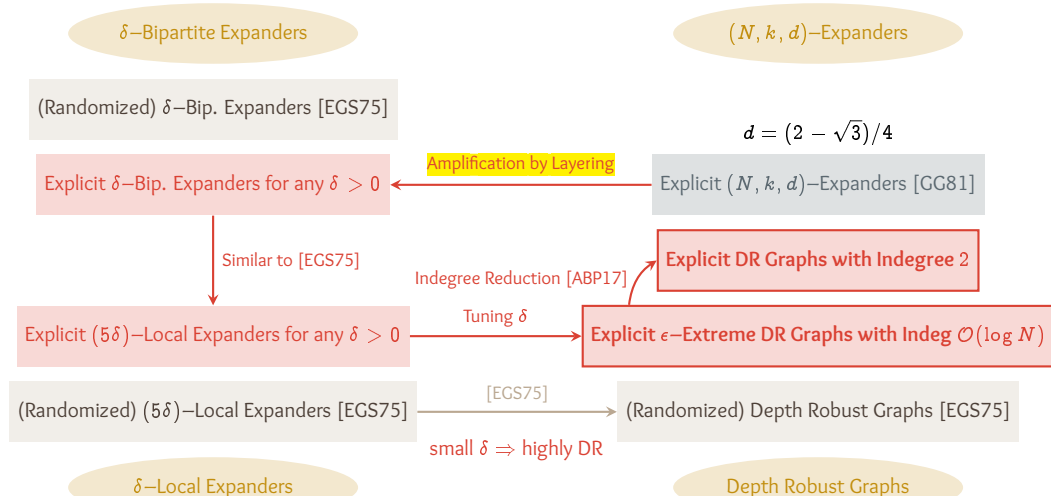 δ–Bipartite Expanders
(N, k, d)–Expanders
(Randomized) δ–Bip. Expanders [EGS75]
d = (2 − √3)/4
Amplification by Layering
Explicit δ–Bip. Expanders for any δ > 0
Explicit (N, k, d)–Expanders [GG81]
Similar to [EGS75]
Explicit DR Graphs with Indegree 2
Indegree Reduction [ABP17]
Tuning δ
Explicit (5δ)–Local Expanders for any δ > 0
Explicit ϵ–Extreme DR Graphs with Indeg 𝒪(log N)
[EGS75]
(Randomized) (5δ)–Local Expanders [EGS75]
(Randomized) Depth Robust Graphs [EGS75]
small δ ⇒ highly DR
δ–Local Expanders
Depth Robust Graphs